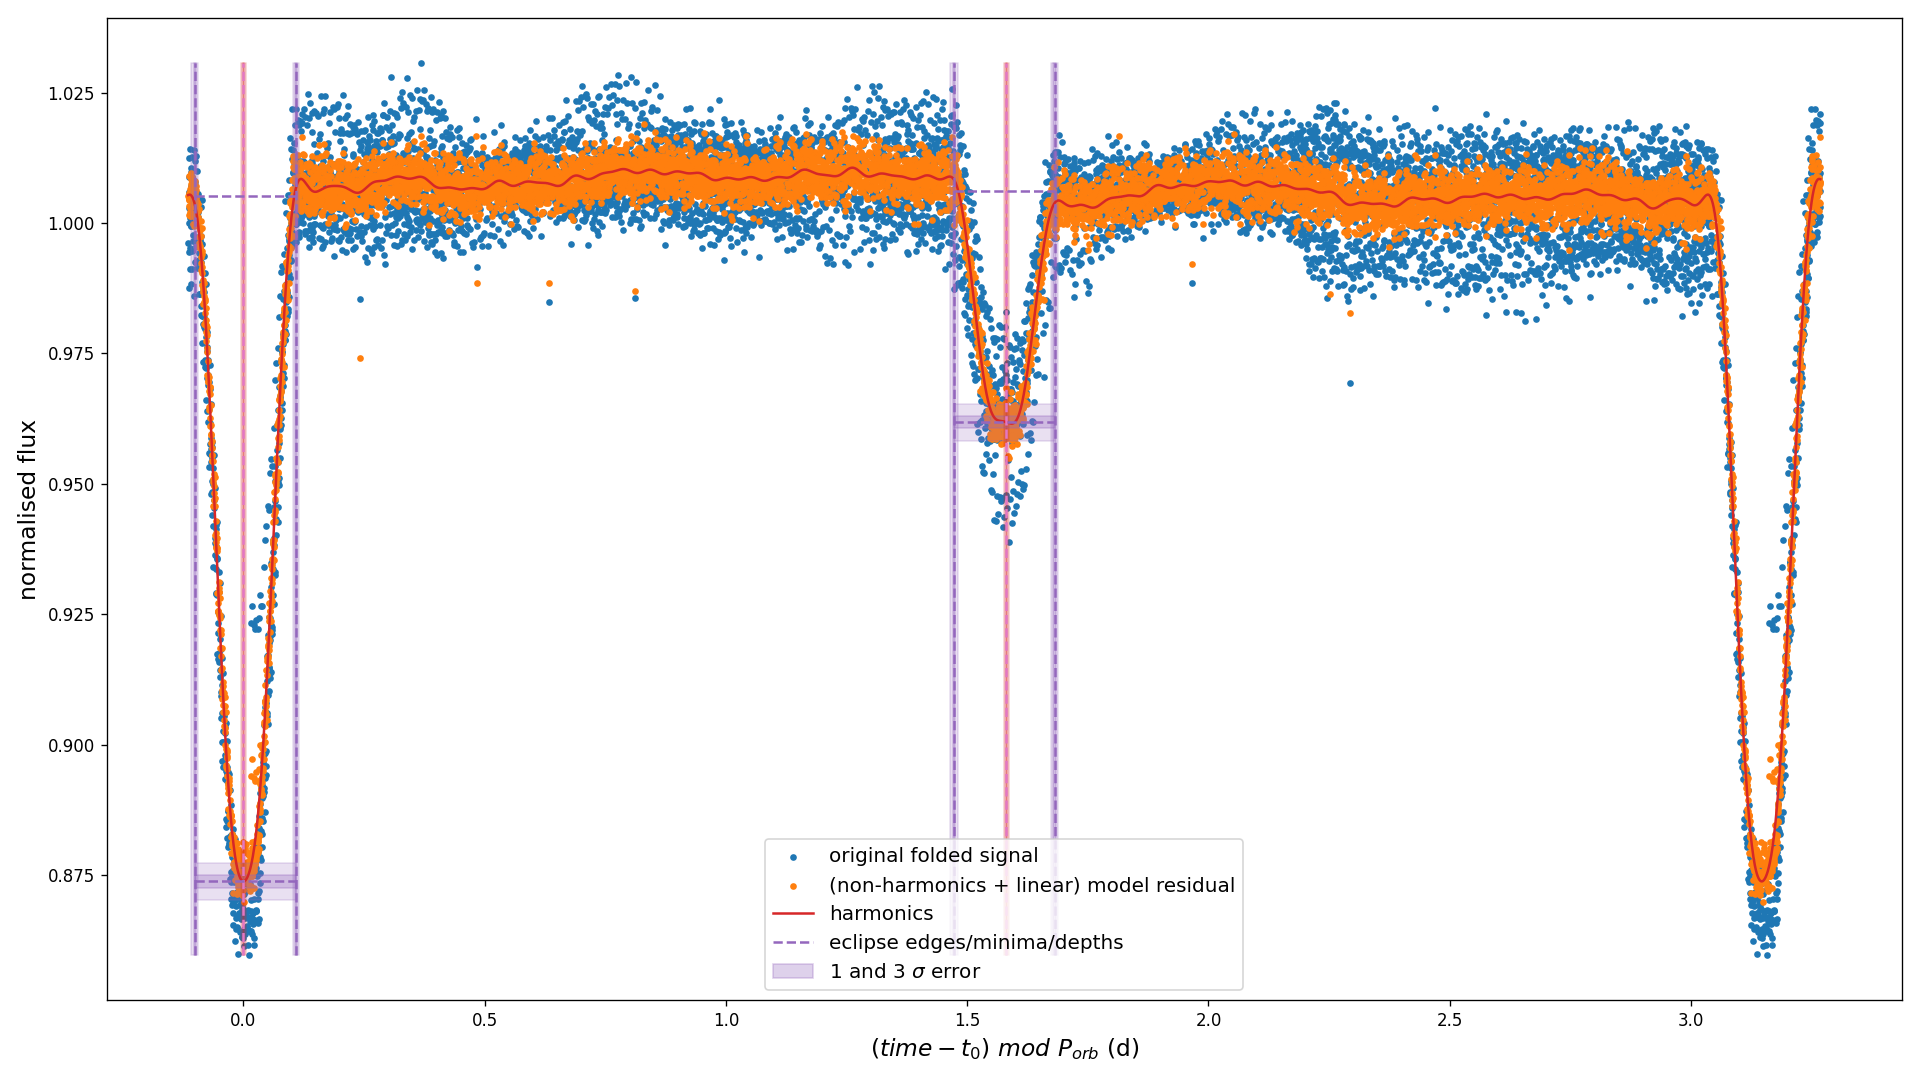 normalised flux
1.025
1.000
0.975
0.950
0.925
0.900
0.875
original folded signal
(non-harmonics + linear) model residual
harmonics
eclipse edges/minima/depths
1 and 3 σ error
0.0 0.5 1.0 1.5 2.0 2.5 3.0
(time − t₀) mod Pₒᵣb (d)